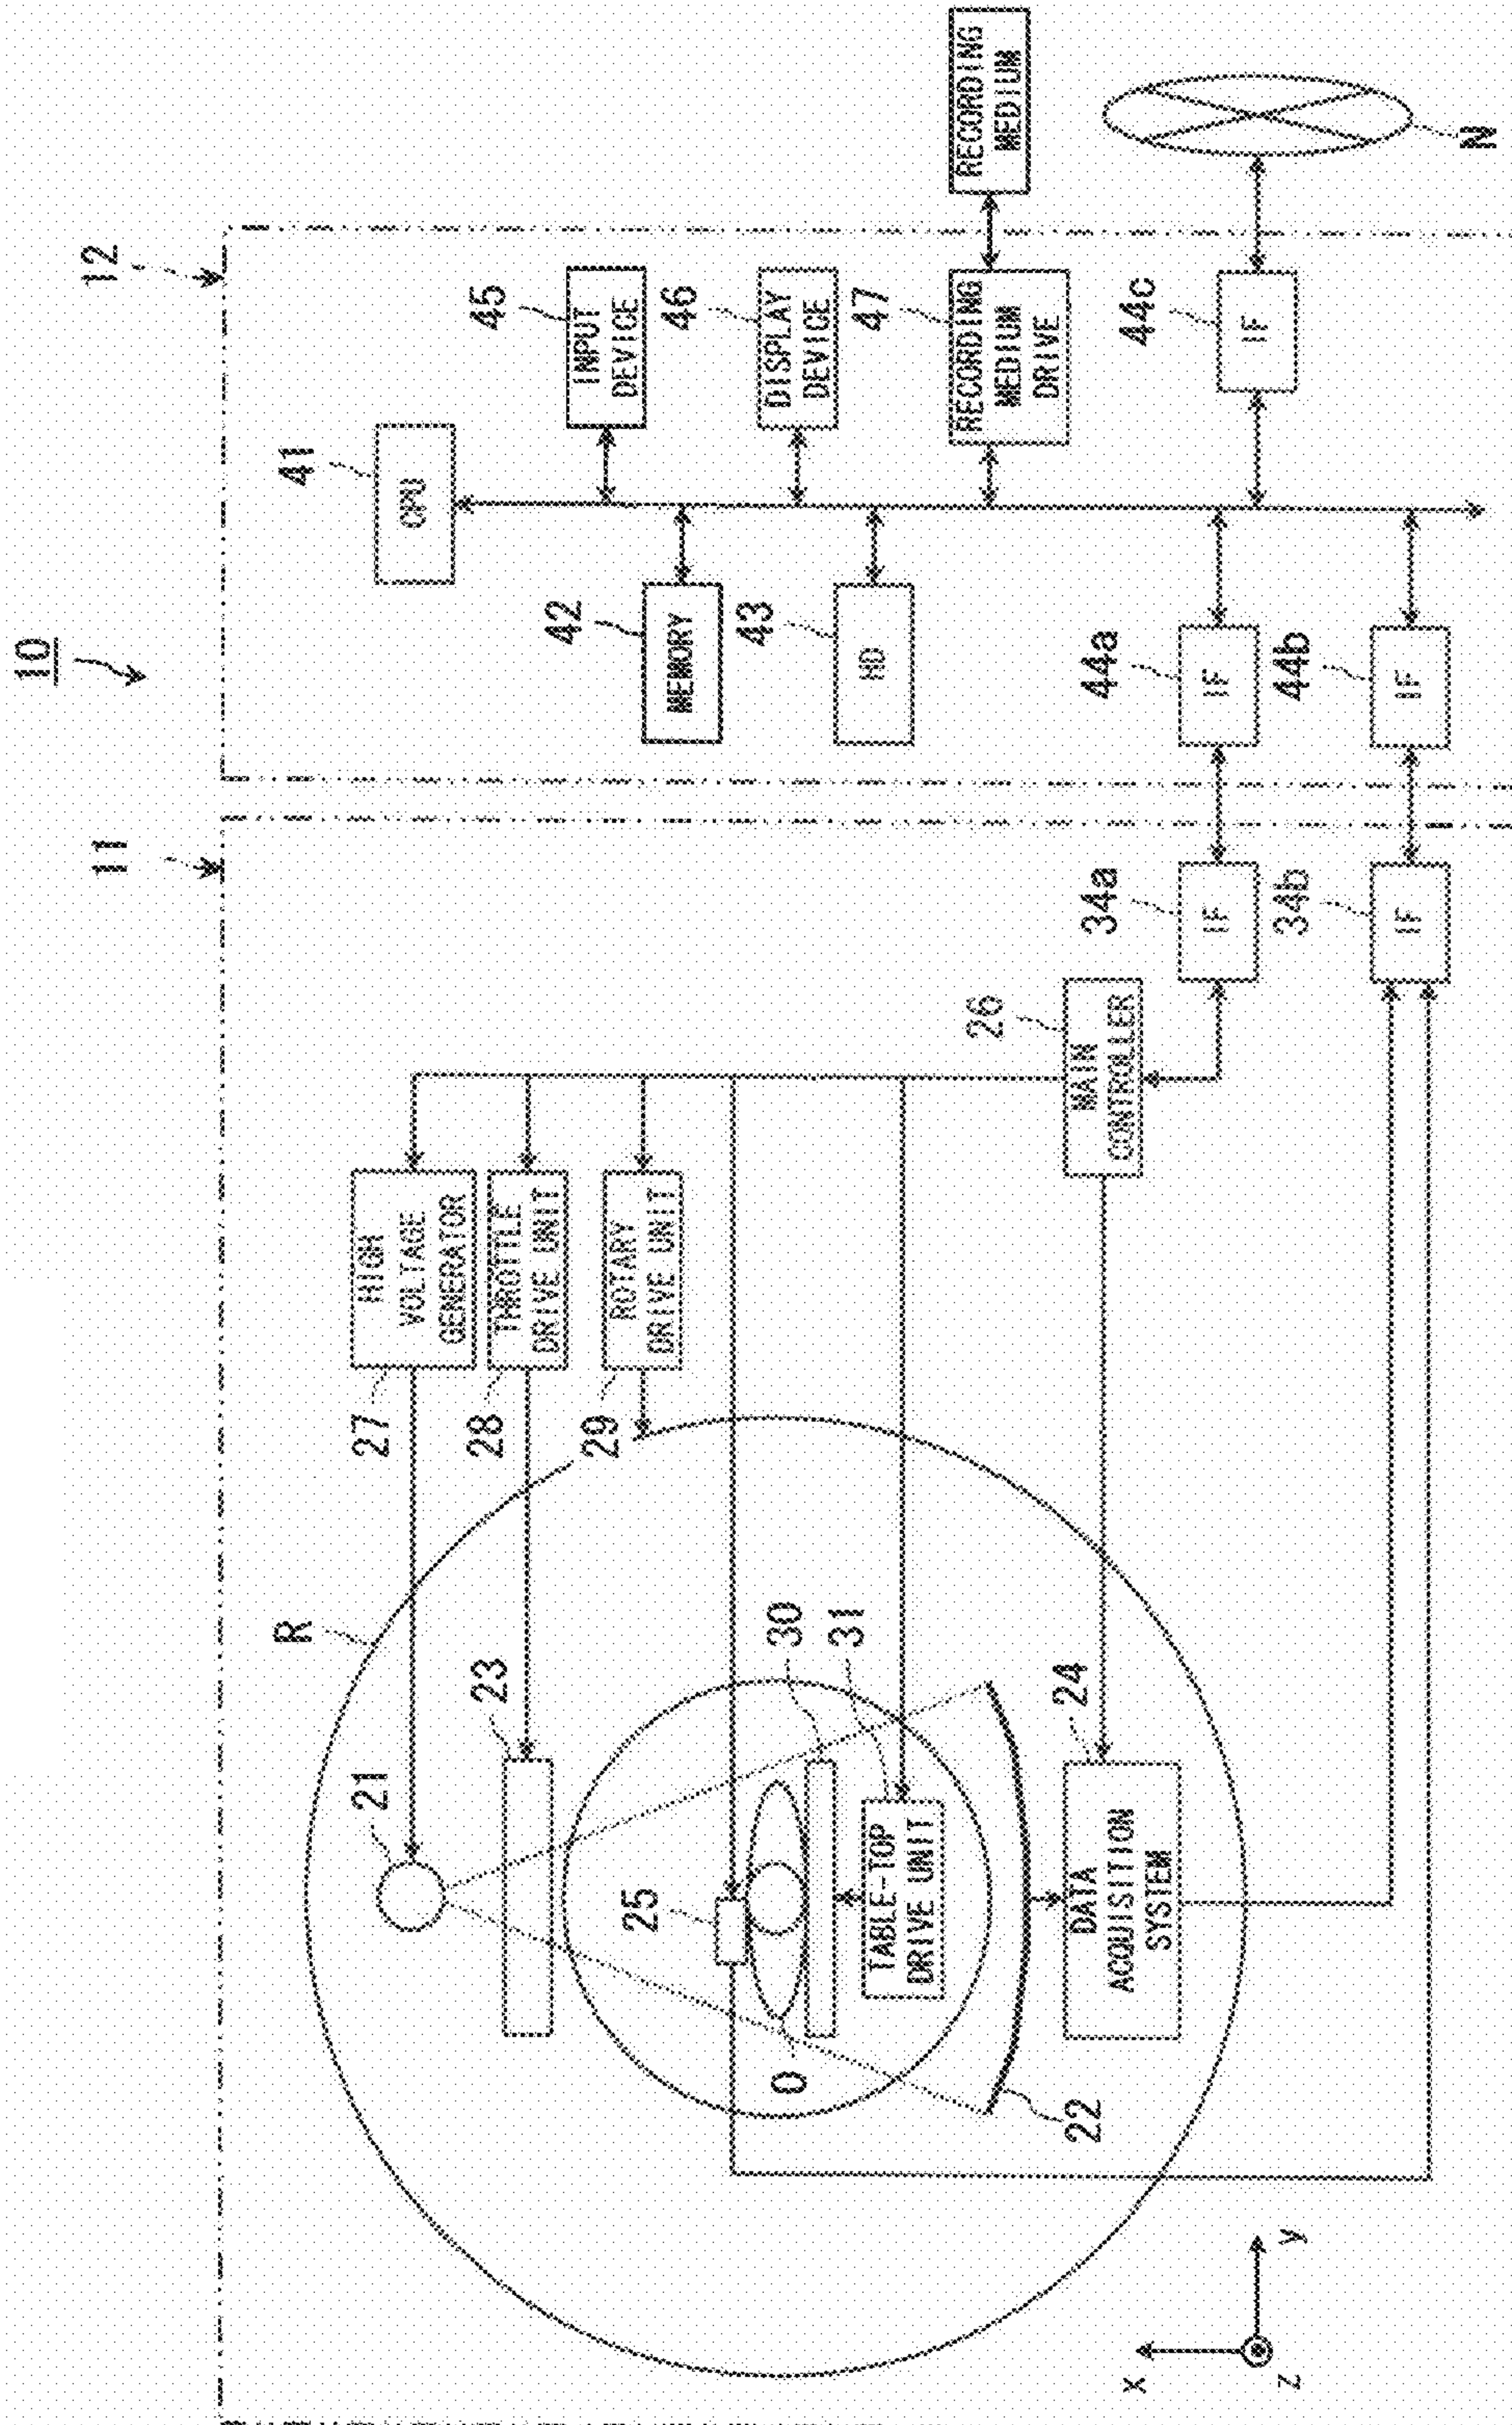 10
11
12
R
21
23
27
HIGH
VOLTAGE
GENERATOR
28
THROTTLE
DRIVE UNIT
29
ROTARY
DRIVE UNIT
25
O
30
31
TABLE-TOP
DRIVE UNIT
22
24
DATA
ACQUISITION
SYSTEM
26
MAIN
CONTROLLER
34a
IF
34b
IF
x
y
z
41
CPU
42
MEMORY
43
HD
45
INPUT
DEVICE
46
DISPLAY
DEVICE
47
RECORDING
MEDIUM
DRIVE
RECORDING
MEDIUM
44a
IF
44b
IF
44c
IF
N